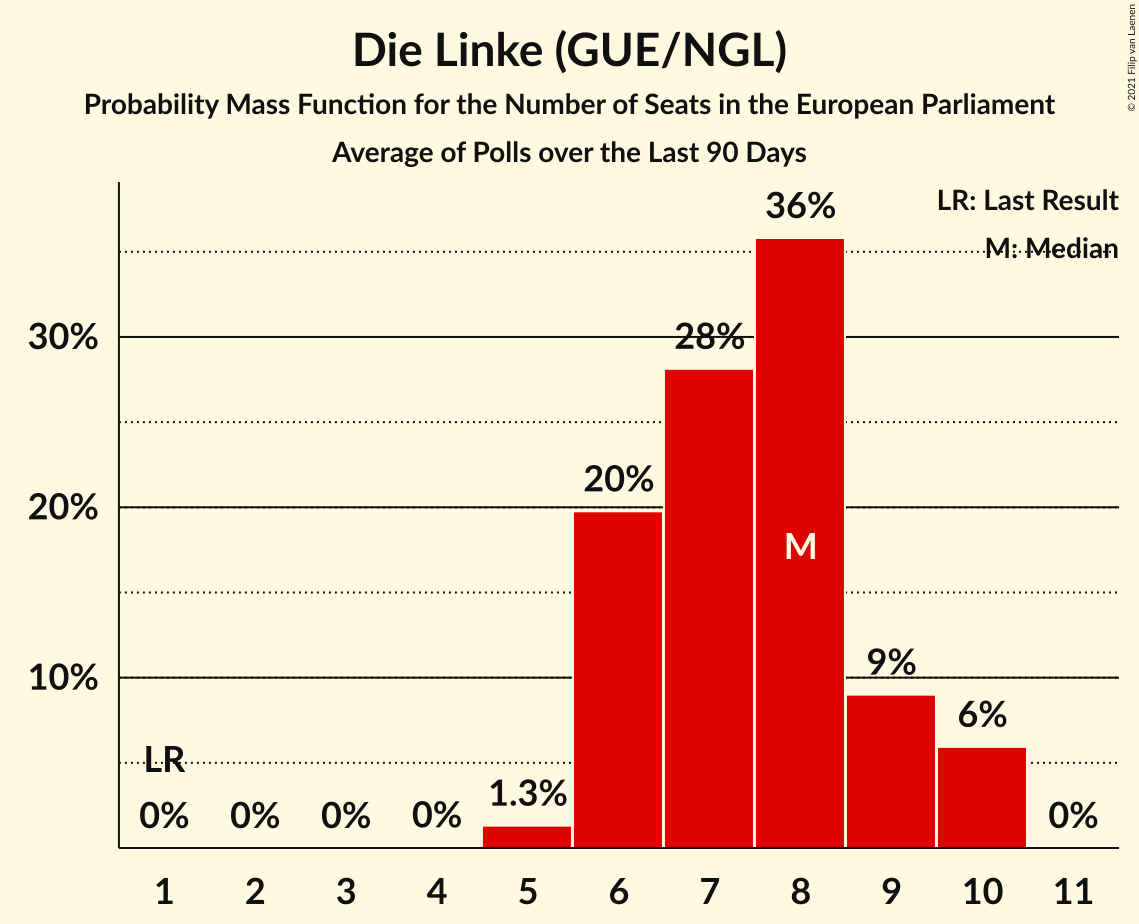 Die Linke (GUE/NGL)
Probability Mass Function for the Number of Seats in the European Parliament
Average of Polls over the Last 90 Days
© 2021 Filip van Laenen
LR: Last Result
M: Median
36%
30%
28%
20%
20%
M
10%
9%
6%
LR
1.3%
0%
0%
0%
0%
0%
1 2 3 4 5 6 7 8 9 10 11